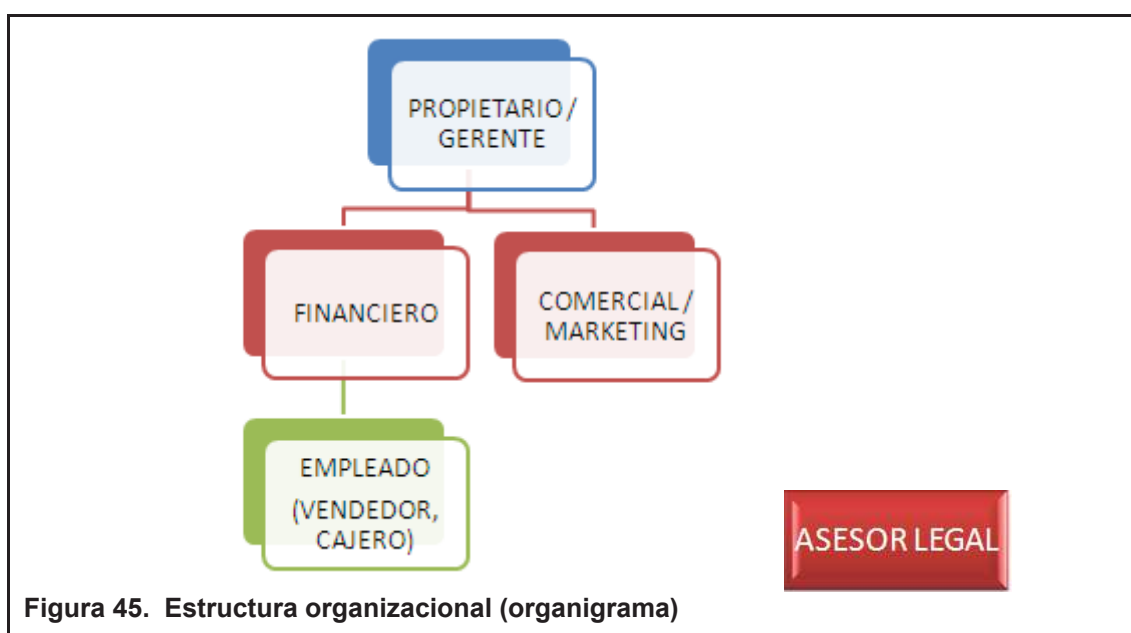 PROPIETARIO /
GERENTE
FINANCIERO
COMERCIAL /
MARKETING
EMPLEADO
(VENDEDOR,
CAJERO)
ASESOR LEGAL
Figura 45. Estructura organizacional (organigrama)